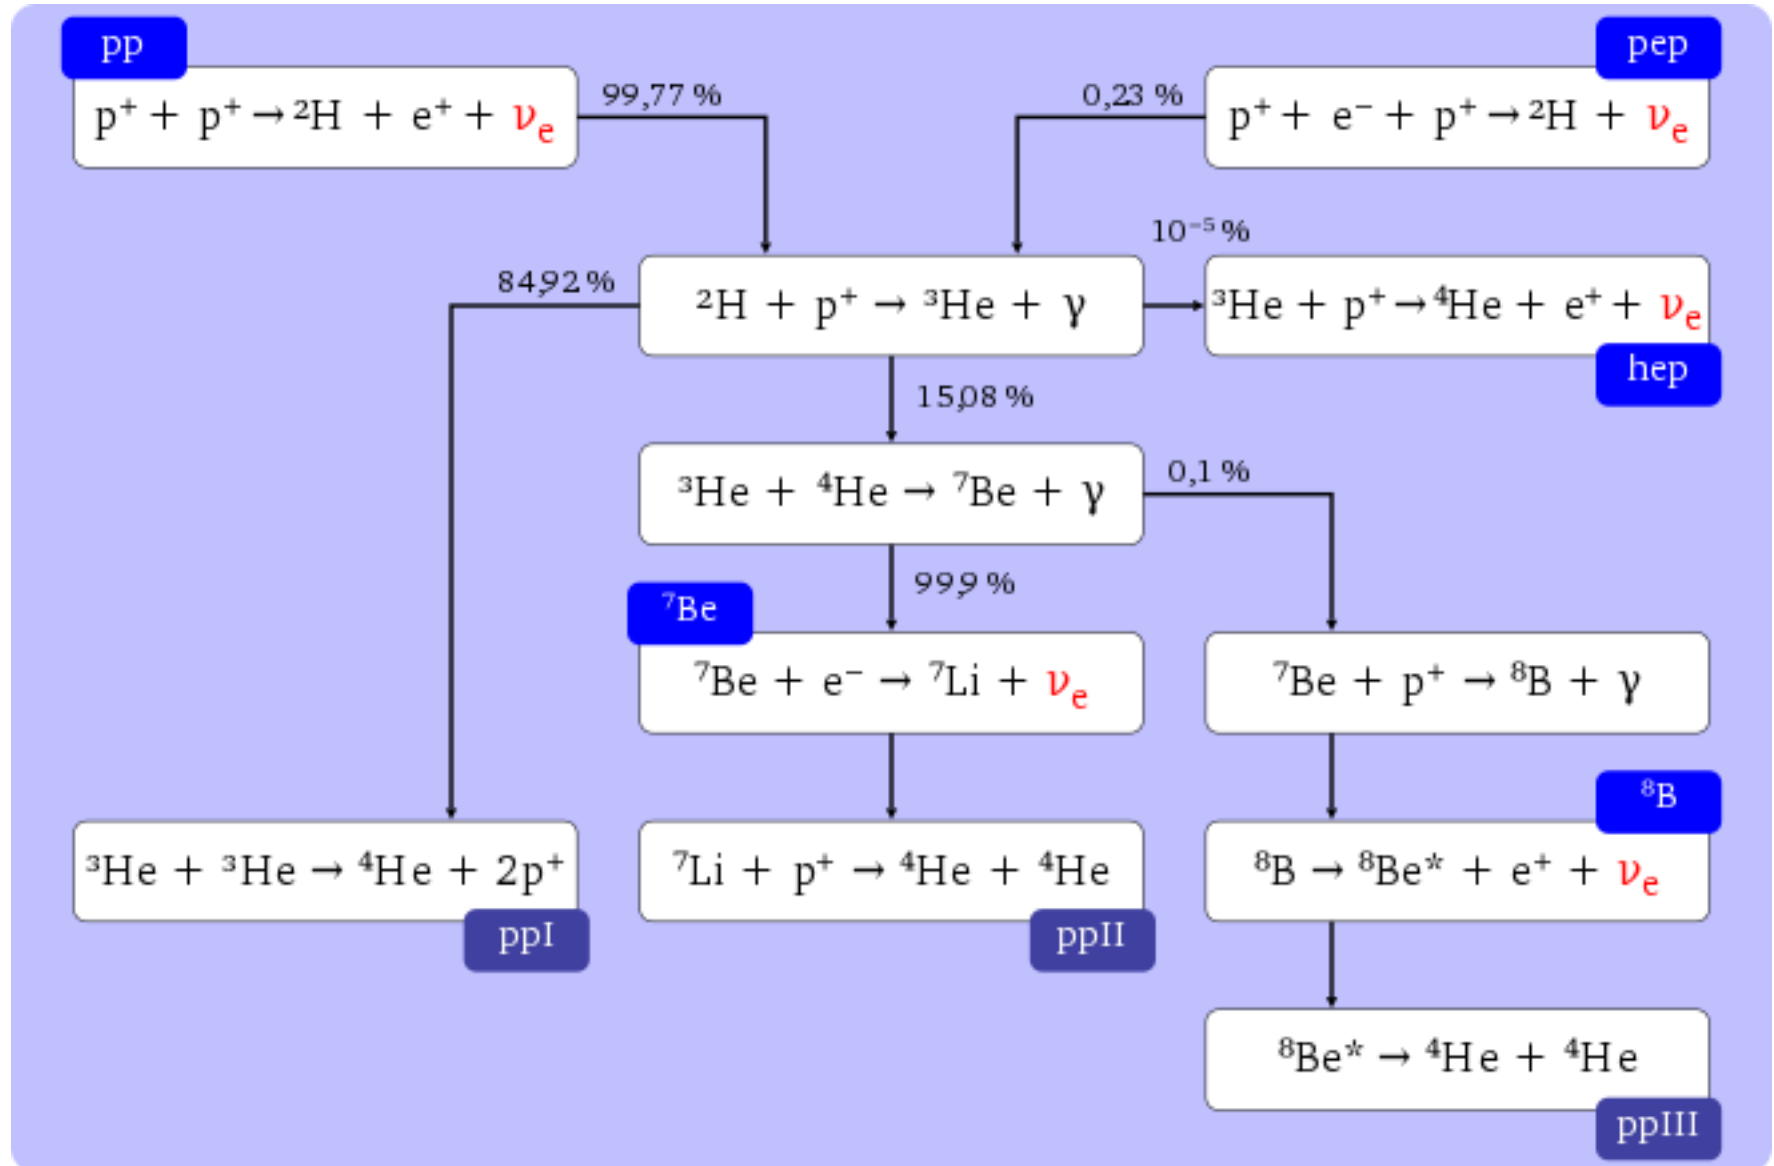 pp
pep
p⁺ + p⁺ → ²H + e⁺ + νₑ
99,77 %
0,23 %
p⁺ + e⁻ + p⁺ → ²H + νₑ
10⁻⁵ %
84,92 %
²H + p⁺ → ³He + γ
³He + p⁺ → ⁴He + e⁺ + νₑ
hep
15,08 %
³He + ⁴He → ⁷Be + γ
0,1 %
99,9 %
⁷Be
⁷Be + e⁻ → ⁷Li + νₑ
⁷Be + p⁺ → ⁸B + γ
⁸B
³He + ³He → ⁴He + 2p⁺
⁷Li + p⁺ → ⁴He + ⁴He
⁸B → ⁸Be* + e⁺ + νₑ
ppI
ppII
⁸Be* → ⁴He + ⁴He
ppIII